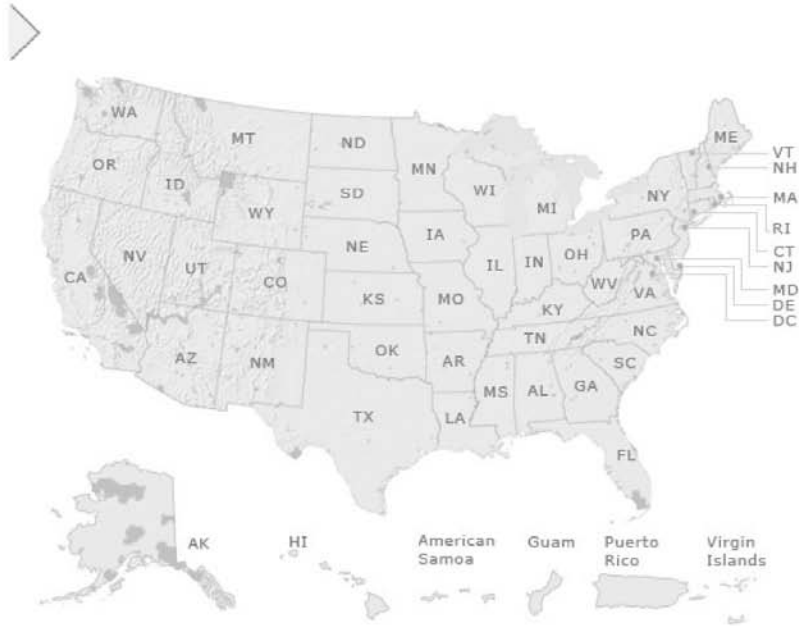 WA
MT
ND
MN
ME
VT
NH
OR
ID
SD
WI
NY
MA
WY
MI
RI
IA
PA
CT
NE
NJ
NV
UT
CO
IL
IN
OH
MD
CA
WV
VA
DE
KS
MO
KY
DC
NC
TN
AZ
NM
OK
AR
SC
MS
AL
GA
TX
LA
FL
AK
HI
American
Samoa
Guam
Puerto
Rico
Virgin
Islands